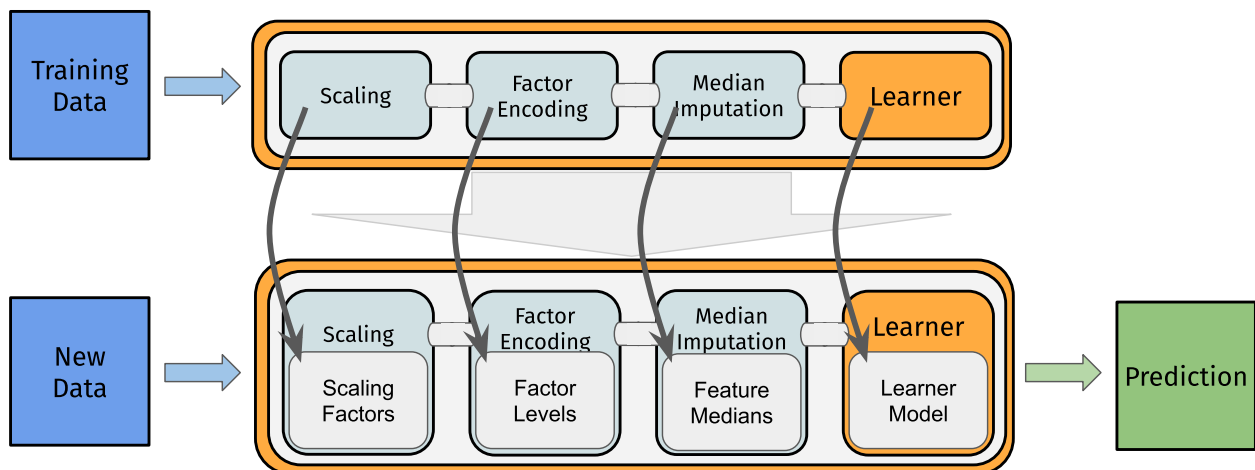 Training
Data
Scaling
Factor
Encoding
Median
Imputation
Learner
New
Data
Scaling
Scaling
Factors
Factor
Encoding
Factor
Levels
Median
Imputation
Feature
Medians
Learner
Learner
Model
Prediction